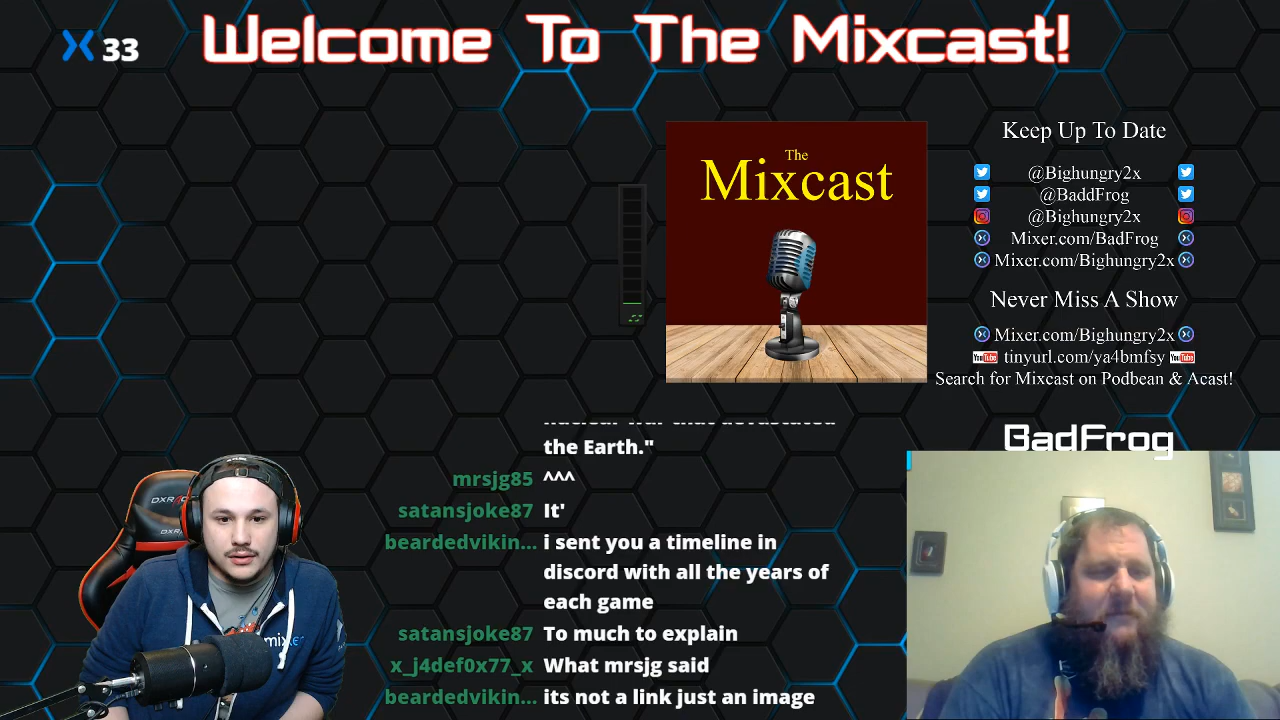 33
Welcome To The Mixcast!
The
Mixcast
Keep Up To Date
@Bighungry2x
@BaddFrog
@Bighungry2x
Mixer.com/BadFrog
Mixer.com/Bighungry2x
Never Miss A Show
Mixer.com/Bighungry2x
YouTube tinyurl.com/ya4bmfsy YouTube
Search for Mixcast on Podbean & Acast!
BadFrog
the Earth."
mrsjg85 ^^^
satansjoke87 It'
beardedvikin... i sent you a timeline in
discord with all the years of
each game
satansjoke87 To much to explain
x_j4def0x77_x What mrsjg said
beardedvikin... its not a link just an image